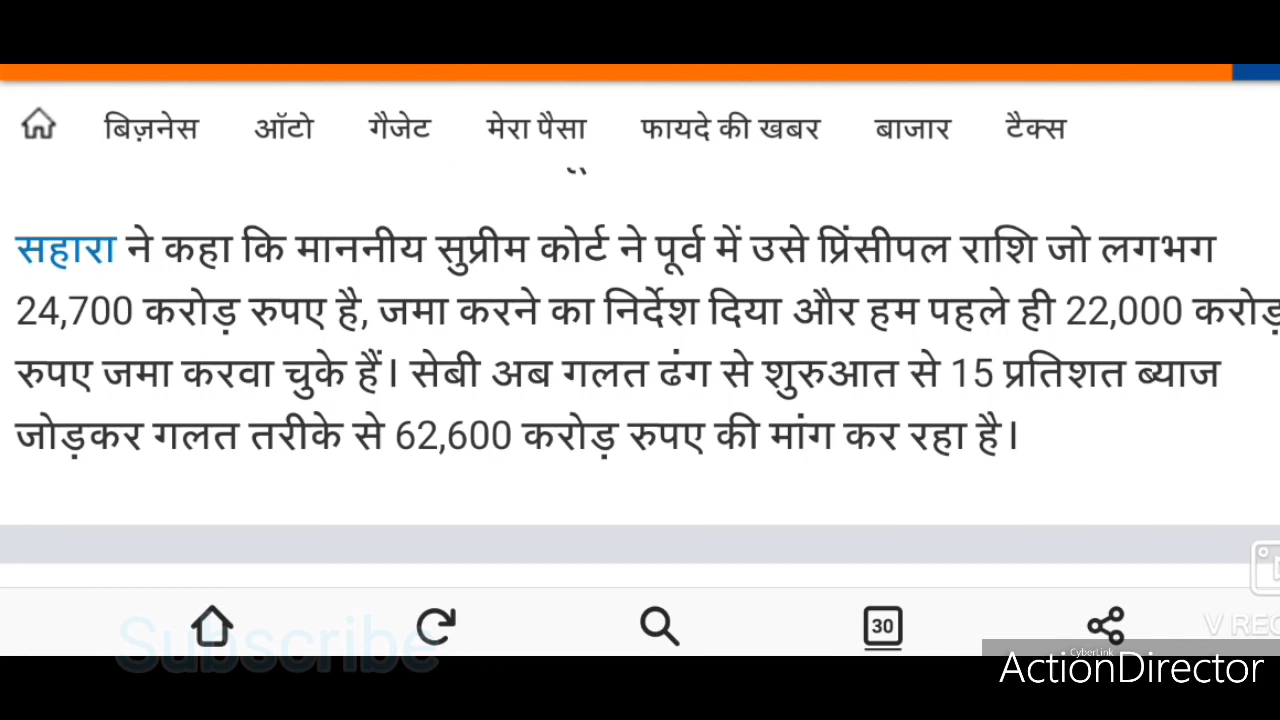 बिज़नेस ऑटो गैजेट मेरा पैसा फायदे की खबर बाजार टैक्स
सहारा ने कहा कि माननीय सुप्रीम कोर्ट ने पूर्व में उसे प्रिंसीपल राशि जो लगभग
24,700 करोड़ रुपए है, जमा करने का निर्देश दिया और हम पहले ही 22,000 करोड़
रुपए जमा करवा चुके हैं। सेबी अब गलत ढंग से शुरुआत से 15 प्रतिशत ब्याज
जोड़कर गलत तरीके से 62,600 करोड़ रुपए की मांग कर रहा है।
Subscribe
30
V REC
CyberLink
ActionDirector